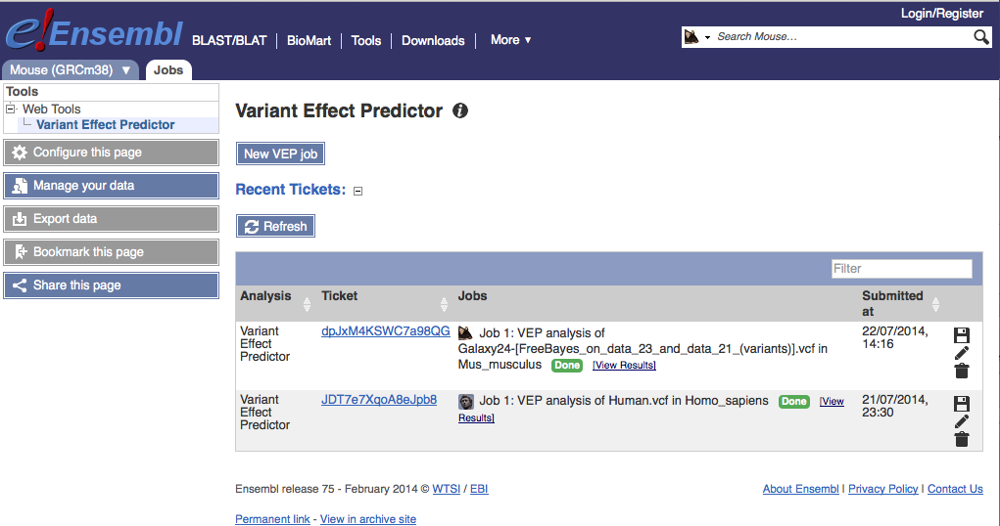 Login/Register
e!Ensembl
BLAST/BLAT | BioMart | Tools | Downloads | More ▼
Search Mouse...
Mouse (GRCm38) ▼
Jobs
Tools
Web Tools
Variant Effect Predictor
Configure this page
Manage your data
Export data
Bookmark this page
Share this page
Variant Effect Predictor
New VEP job
Recent Tickets:
Refresh
Filter
Analysis Ticket Jobs Submitted
at
Variant dpJxM4KSWC7a98QG Job 1: VEP analysis of 22/07/2014,
Effect Galaxy24-[FreeBayes_on_data_23_and_data_21_(variants)].vcf in 14:16
Predictor Mus_musculus Done [View Results]
Variant JDT7e7XqoA8eJpb8 Job 1: VEP analysis of Human.vcf in Homo_sapiens Done [View 21/07/2014,
Effect Results] 23:30
Predictor
Ensembl release 75 - February 2014 © WTSI / EBI
About Ensembl | Privacy Policy | Contact Us
Permanent link - View in archive site